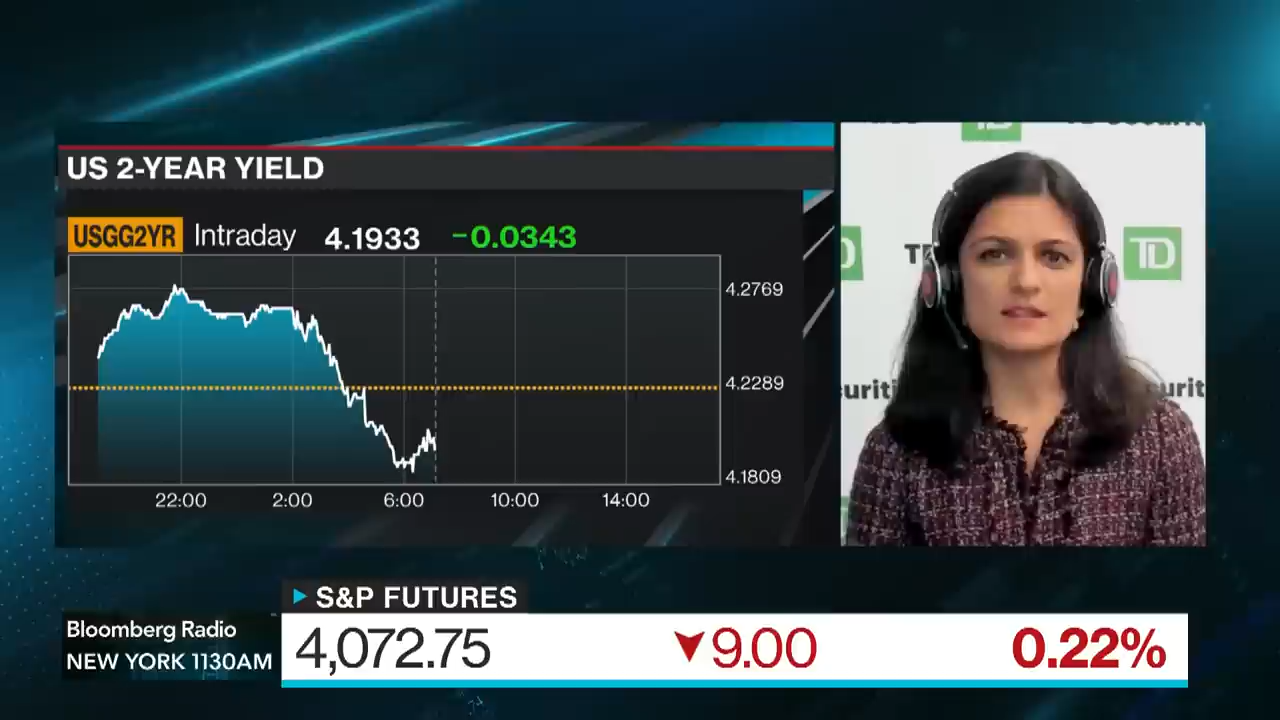 US 2-YEAR YIELD
USGG2YR Intraday 4.1933 -0.0343
4.2769
4.2289
4.1809
22:00 2:00 6:00 10:00 14:00
TD
TD
S&P FUTURES
Bloomberg Radio
NEW YORK 1130AM
4,072.75 ▼9.00 0.22%